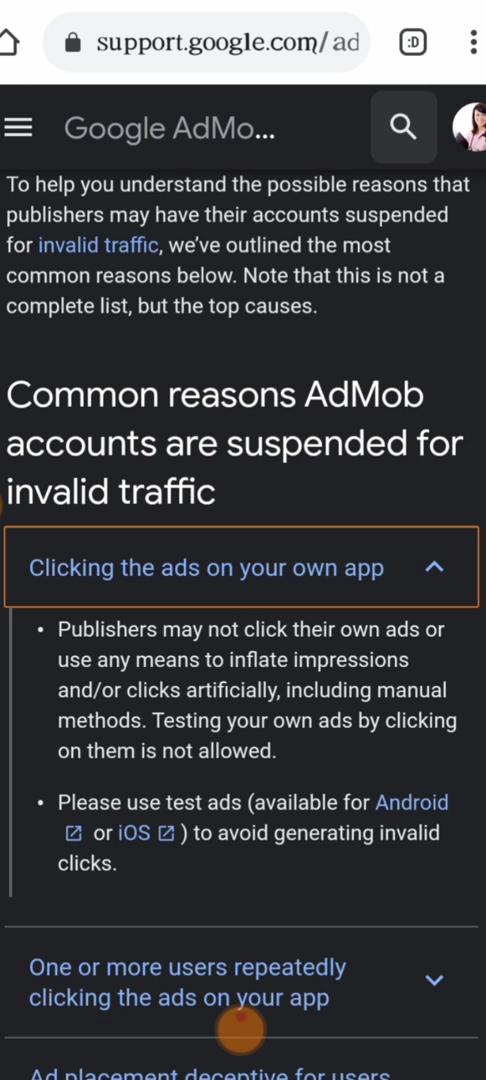 support.google.com/ad
:D
Google AdMo...
To help you understand the possible reasons that
publishers may have their accounts suspended
for invalid traffic, we’ve outlined the most
common reasons below. Note that this is not a
complete list, but the top causes.
Common reasons AdMob
accounts are suspended for
invalid traffic
Clicking the ads on your own app
• Publishers may not click their own ads or
use any means to inflate impressions
and/or clicks artificially, including manual
methods. Testing your own ads by clicking
on them is not allowed.
• Please use test ads (available for Android
or iOS ) to avoid generating invalid
clicks.
One or more users repeatedly
clicking the ads on your app
Ad placement deceptive for users